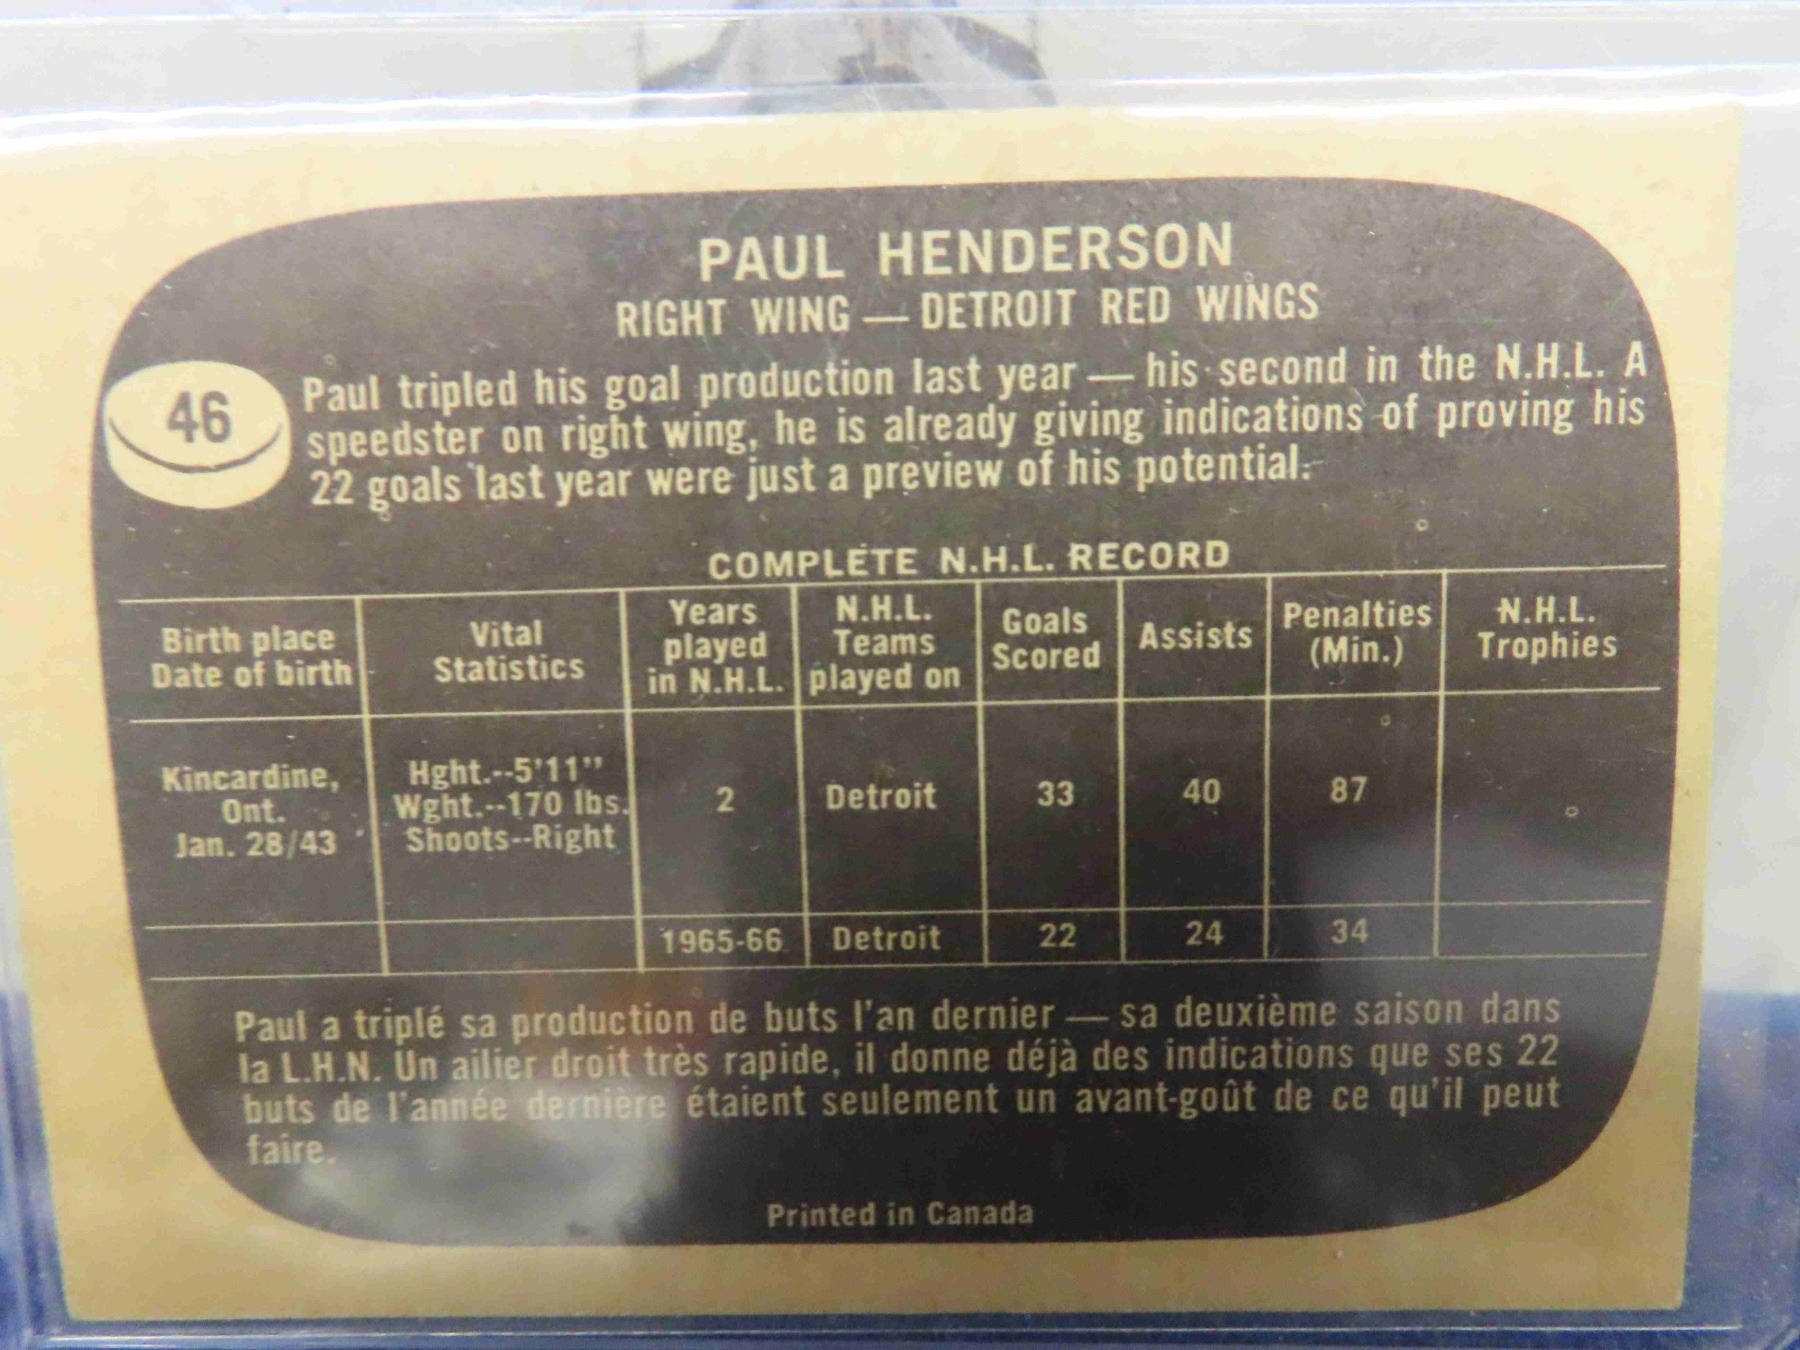 PAUL HENDERSON
RIGHT WING — DETROIT RED WINGS
46
Paul tripled his goal production last year — his second in the N.H.L. A
speedster on right wing, he is already giving indications of proving his
22 goals last year were just a preview of his potential.
COMPLETE N.H.L. RECORD
Birth place
Date of birth
Vital
Statistics
Years
played
in N.H.L.
N.H.L.
Teams
played on
Goals
Scored
Assists
Penalties
(Min.)
N.H.L.
Trophies
Kincardine,
Ont.
Jan. 28/43
Hght.--5'11"
Wght.--170 lbs.
Shoots--Right
2
Detroit
33
40
87
1965-66
Detroit
22
24
34
Paul a triplé sa production de buts l'an dernier — sa deuxième saison dans
la L.H.N. Un ailier droit très rapide, il donne déjà des indications que ses 22
buts de l'année dernière étaient seulement un avant-goût de ce qu'il peut
faire.
Printed in Canada